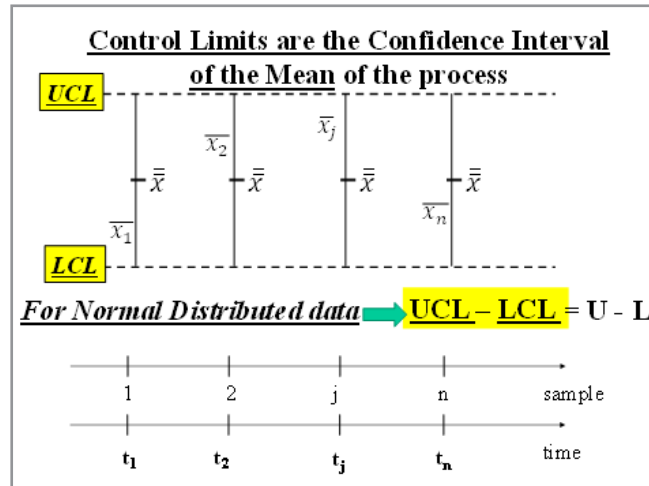 Control Limits are the Confidence Interval
of the Mean of the process
UCL
x̄₁ x̄₂ x̄ⱼ x̄ₙ
x̿ x̿ x̿ x̿
LCL
For Normal Distributed data UCL – LCL = U - L
1 2 j n sample
t₁ t₂ tⱼ tₙ time